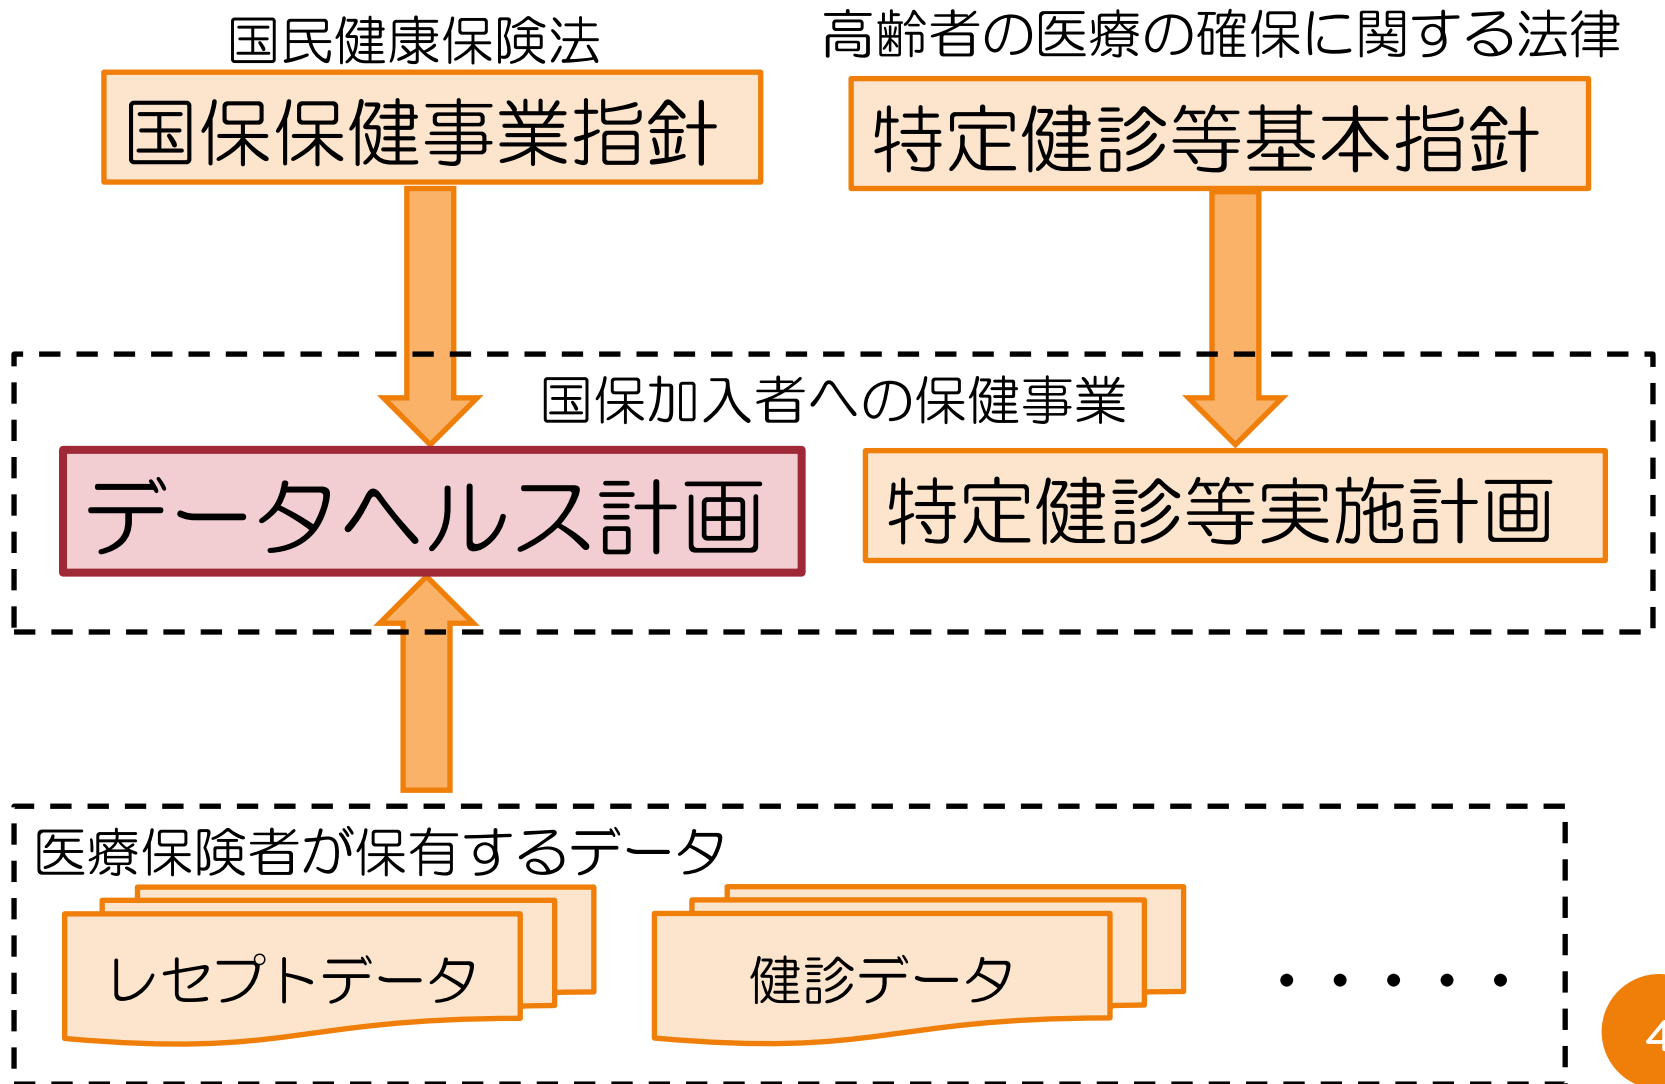 国民健康保険法
高齢者の医療の確保に関する法律
国保保健事業指針
特定健診等基本指針
国保加入者への保健事業
データヘルス計画
特定健診等実施計画
医療保険者が保有するデータ
レセプトデータ
健診データ
・・・・・
4